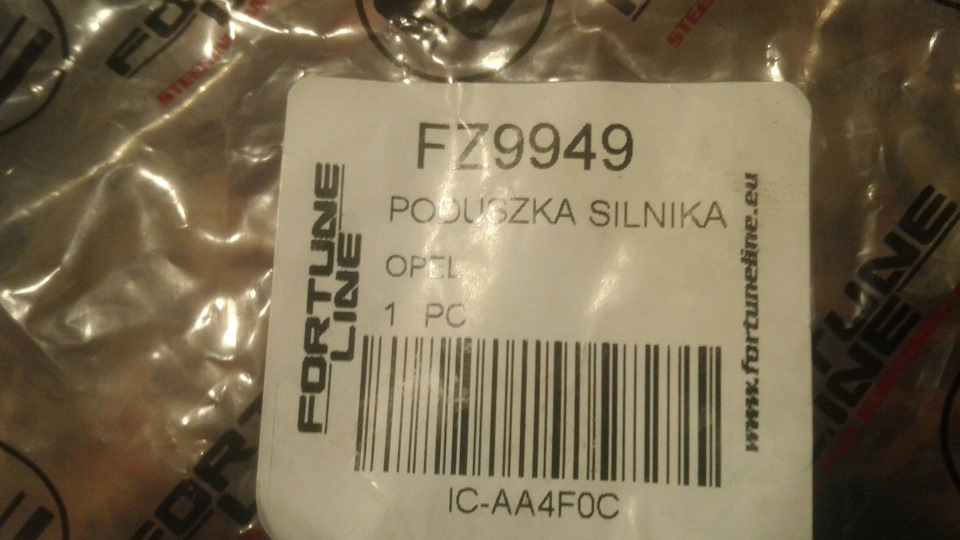 FZ9949
PODUSZKA SILNIKA
OPEL
1 PC
IC-AA4F0C
FORTUNE
LINE
www.fortuneline.eu